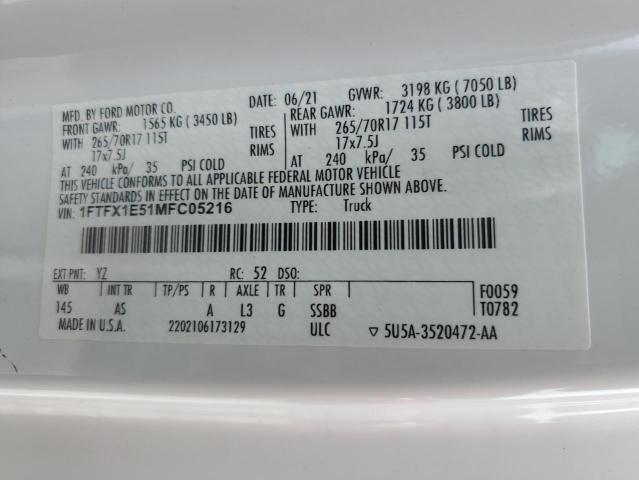 MFD. BY FORD MOTOR CO. DATE: 06/21 GVWR: 3198 KG ( 7050 LB)
FRONT GAWR: 1565 KG ( 3450 LB) REAR GAWR: 1724 KG ( 3800 LB)
WITH 265/70R17 115T TIRES WITH 265/70R17 115T TIRES
17x7.5J RIMS 17x7.5J RIMS
AT 240 kPa/ 35 PSI COLD AT 240 kPa/ 35 PSI COLD
THIS VEHICLE CONFORMS TO ALL APPLICABLE FEDERAL MOTOR VEHICLE
SAFETY STANDARDS IN EFFECT ON THE DATE OF MANUFACTURE SHOWN ABOVE.
VIN: 1FTFX1E51MFC05216 TYPE: Truck
EXT PNT: YZ RC: 52 DSO:
WB INT TR TP/PS R AXLE TR SPR F0059
145 AS A L3 G SSBB T0782
MADE IN U.S.A. 2202106173129 ULC ▽ 5U5A-3520472-AA